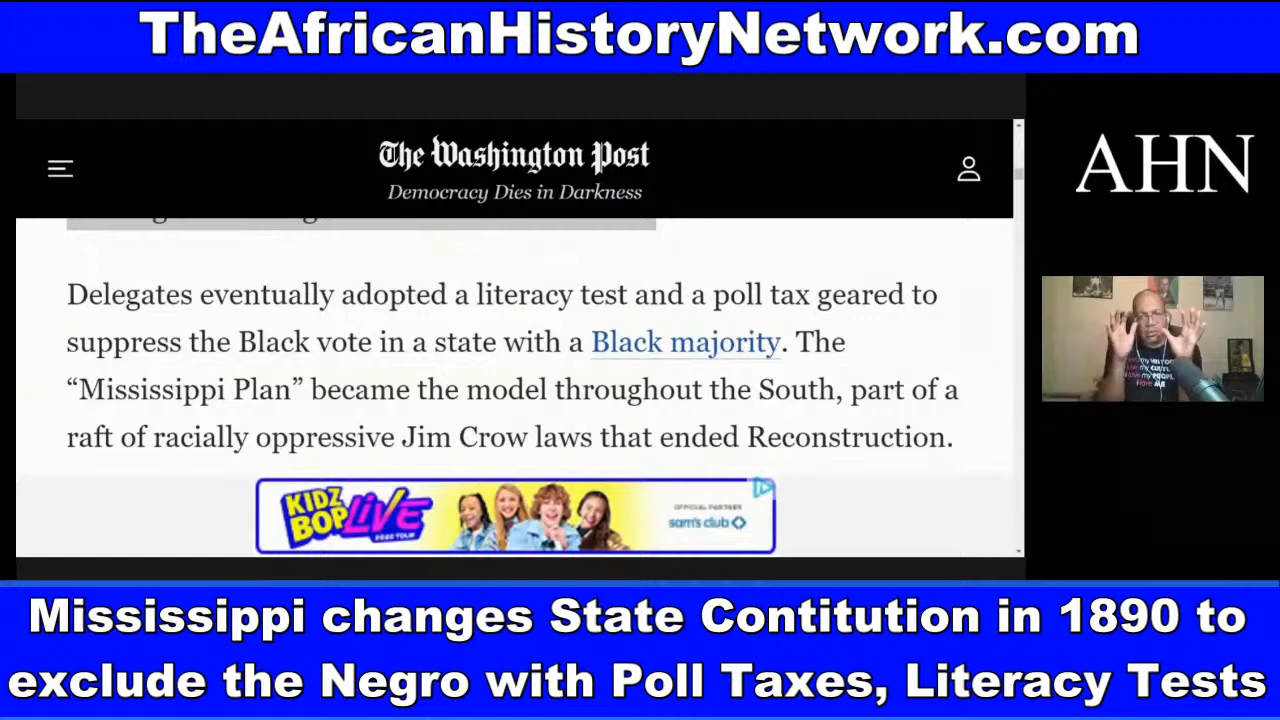 TheAfricanHistoryNetwork.com
The Washington Post
Democracy Dies in Darkness
AHN
Delegates eventually adopted a literacy test and a poll tax geared to
suppress the Black vote in a state with a Black majority. The
“Mississippi Plan” became the model throughout the South, part of a
raft of racially oppressive Jim Crow laws that ended Reconstruction.
KIDZ
BOP LIVE
OFFICIAL PARTNER
sam's club
Mississippi changes State Contitution in 1890 to
exclude the Negro with Poll Taxes, Literacy Tests